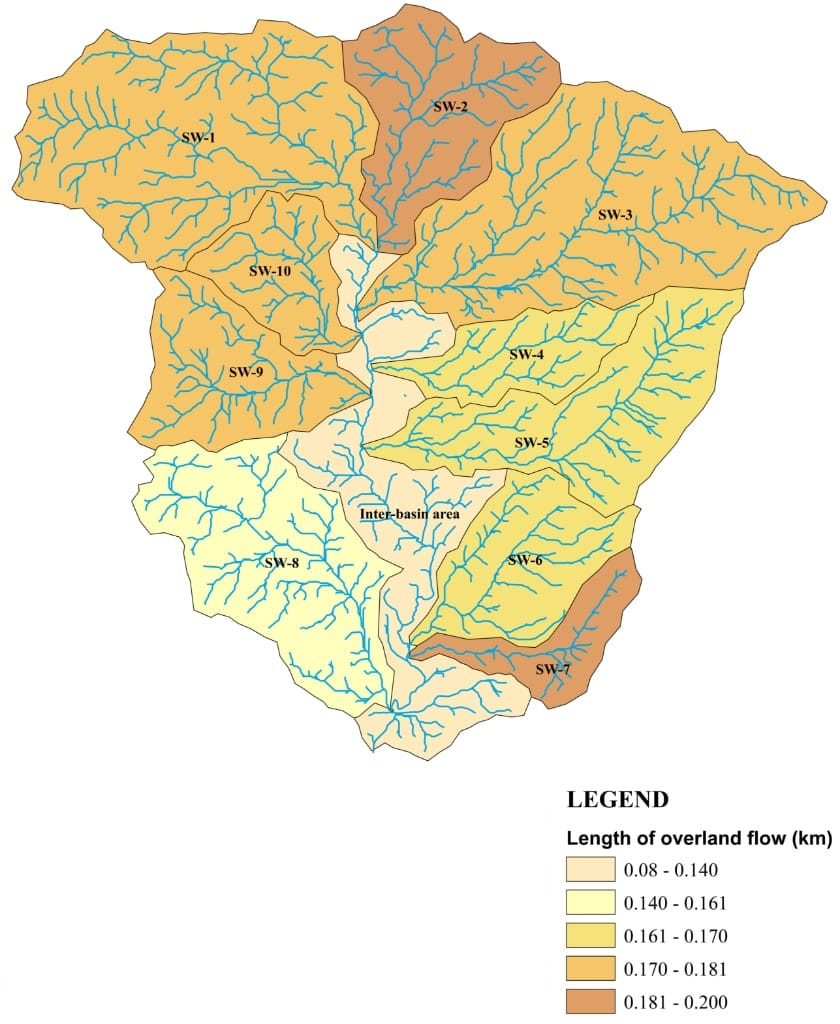 SW-2
SW-1
SW-3
SW-10
SW-4
SW-9
SW-5
Inter-basin area
SW-6
SW-8
SW-7
LEGEND
Length of overland flow (km)
0.08 - 0.140
0.140 - 0.161
0.161 - 0.170
0.170 - 0.181
0.181 - 0.200